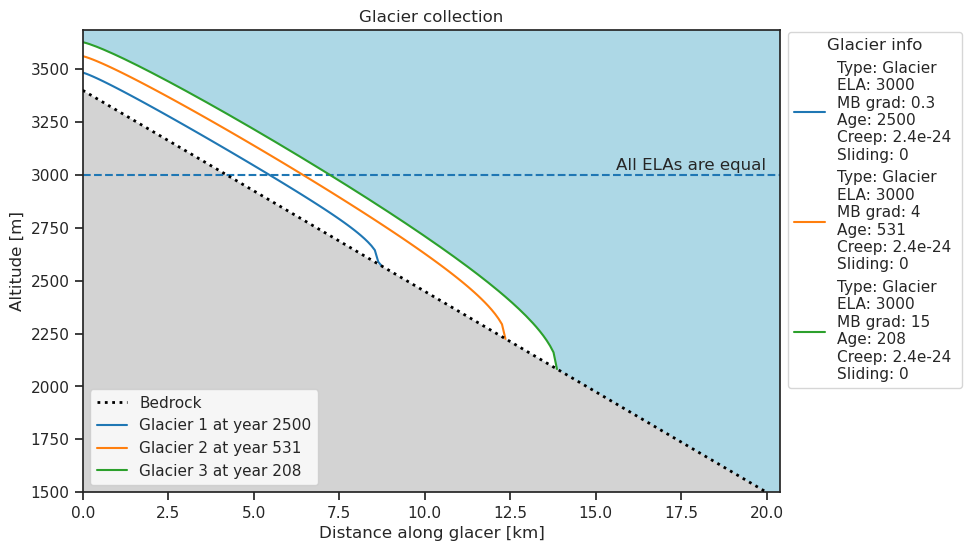 Glacier collection
Altitude [m]
3500
3250
3000
2750
2500
2250
2000
1750
1500
All ELAs are equal
Bedrock
Glacier 1 at year 2500
Glacier 2 at year 531
Glacier 3 at year 208
0.0 2.5 5.0 7.5 10.0 12.5 15.0 17.5 20.0
Distance along glacer [km]
Glacier info
Type: Glacier
ELA: 3000
MB grad: 0.3
Age: 2500
Creep: 2.4e-24
Sliding: 0
Type: Glacier
ELA: 3000
MB grad: 4
Age: 531
Creep: 2.4e-24
Sliding: 0
Type: Glacier
ELA: 3000
MB grad: 15
Age: 208
Creep: 2.4e-24
Sliding: 0